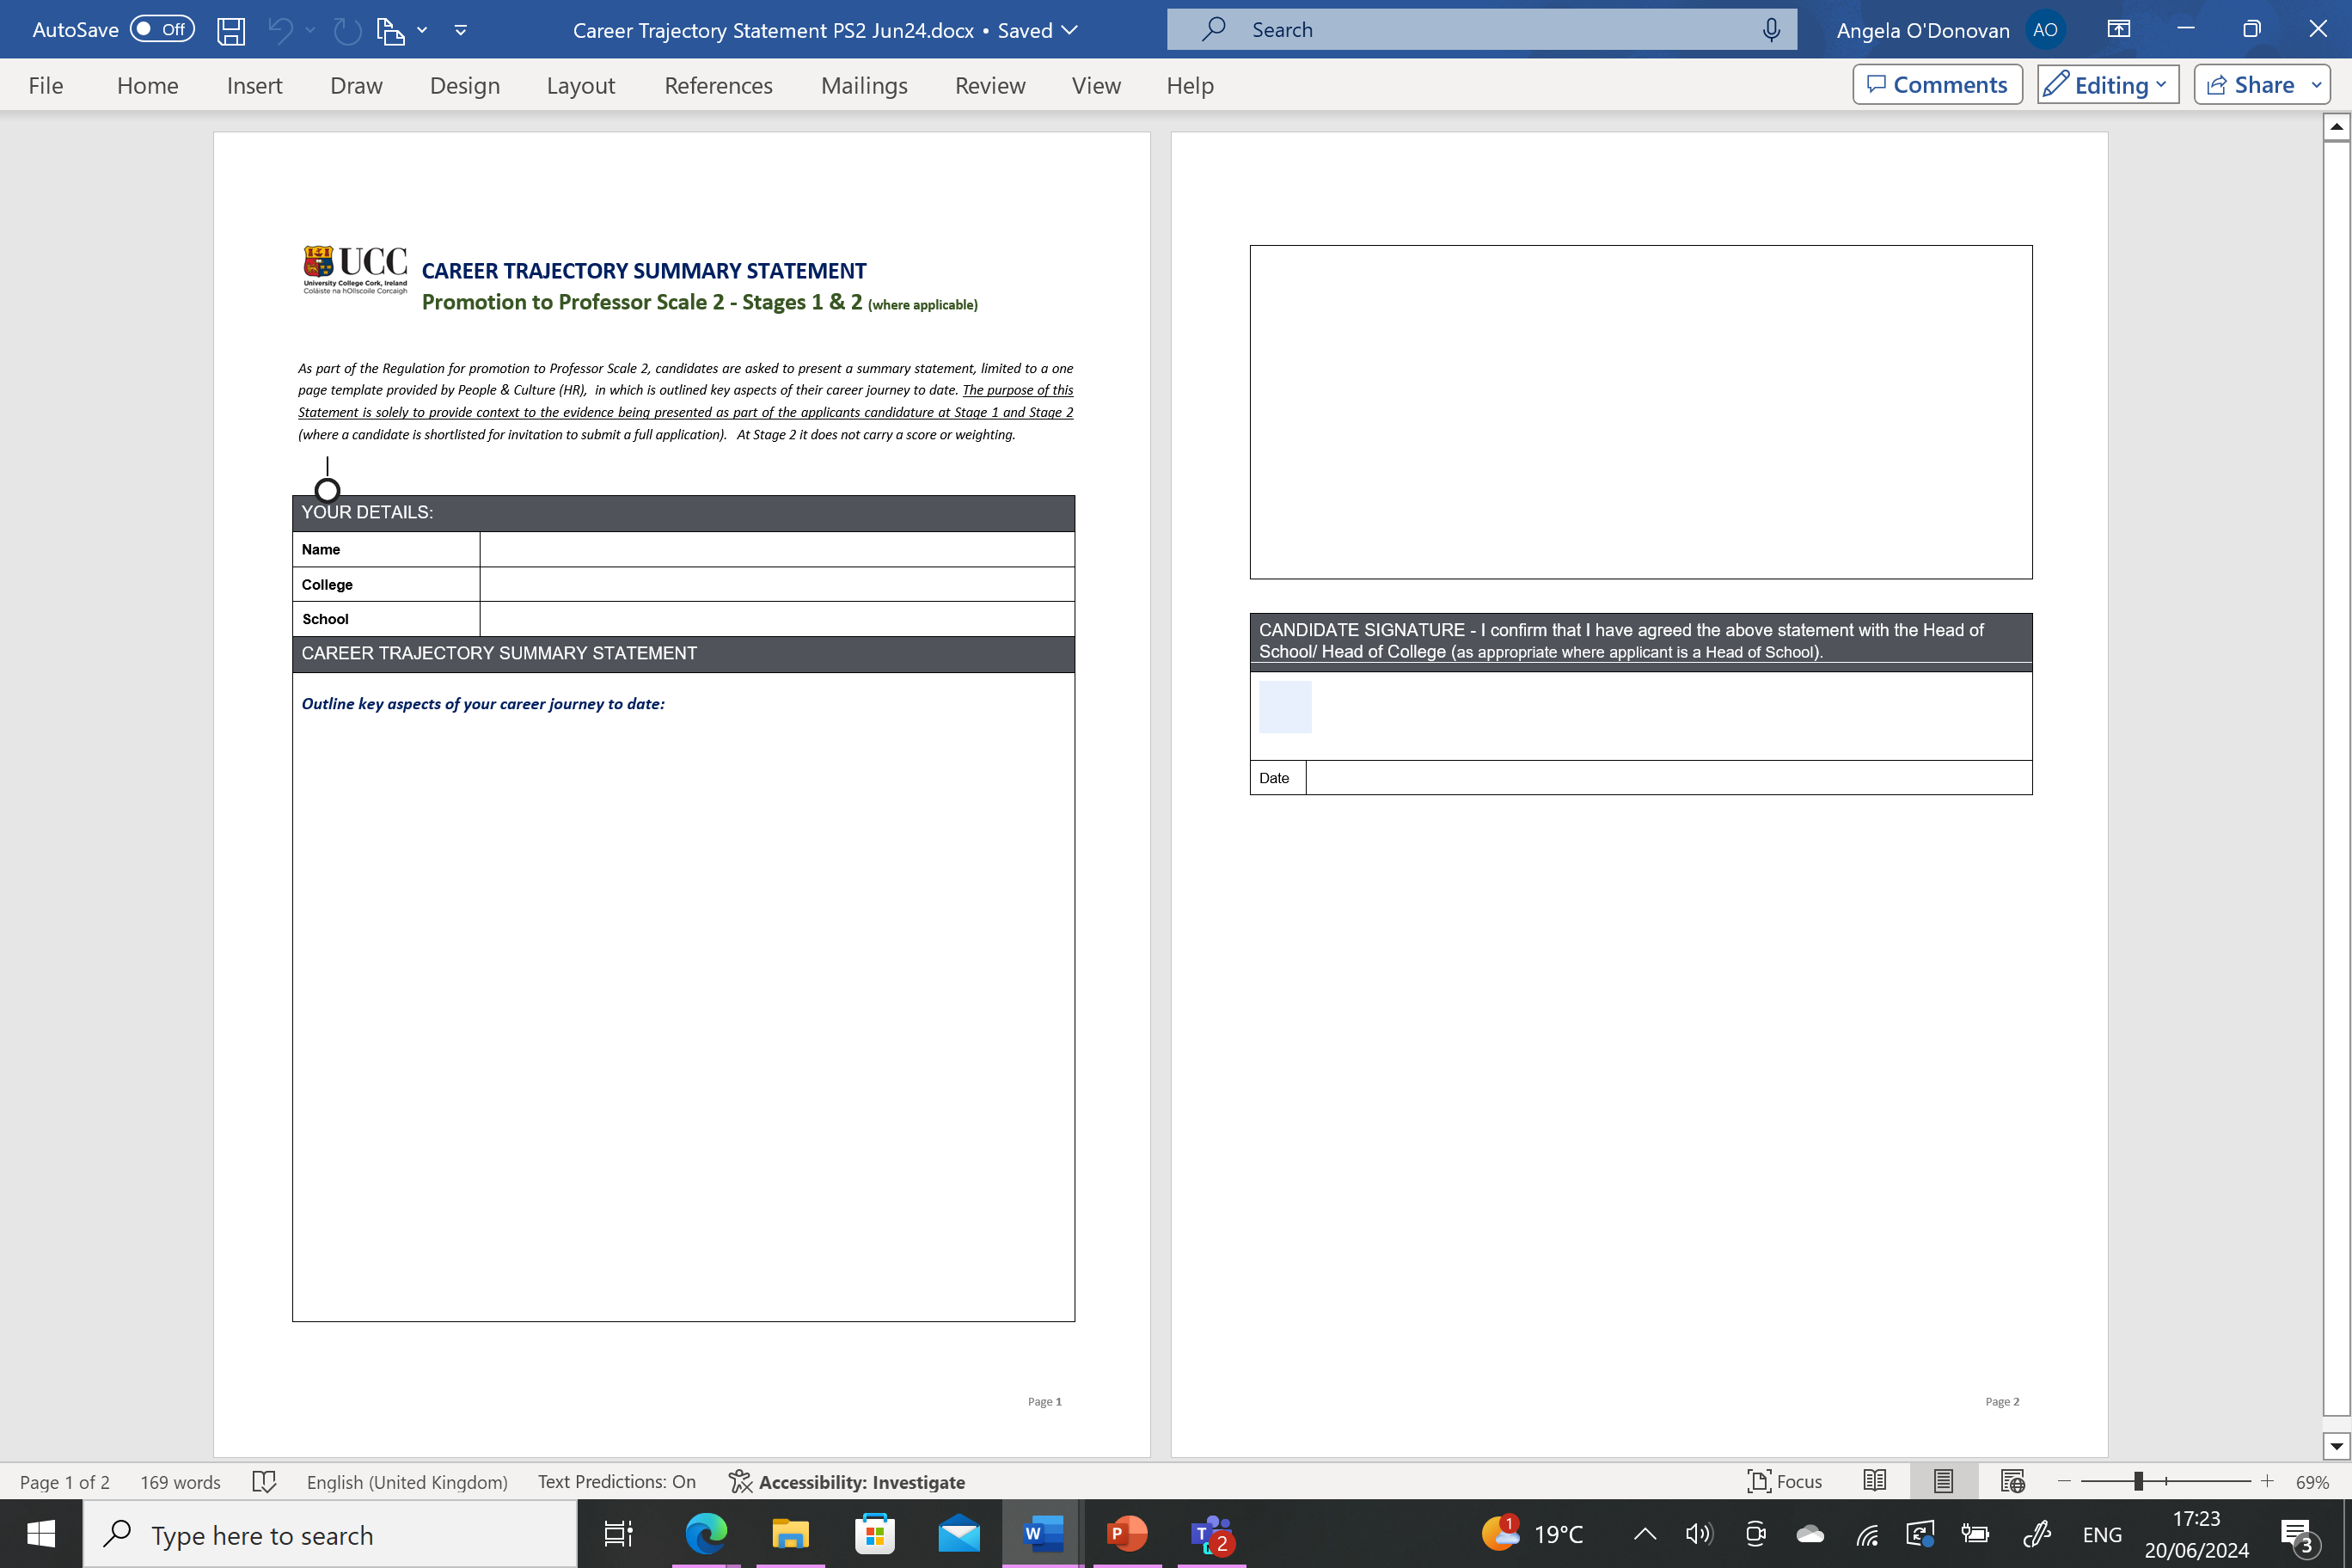 AutoSave Off Career Trajectory Statement PS2 Jun24.docx • Saved Search Angela O'Donovan AO
File Home Insert Draw Design Layout References Mailings Review View Help Comments Editing Share
UCC
University College Cork, Ireland
Coláiste na hOllscoile Corcaigh
CAREER TRAJECTORY SUMMARY STATEMENT
Promotion to Professor Scale 2 - Stages 1 & 2 (where applicable)
As part of the Regulation for promotion to Professor Scale 2, candidates are asked to present a summary statement, limited to a one
page template provided by People & Culture (HR), in which is outlined key aspects of their career journey to date. The purpose of this
Statement is solely to provide context to the evidence being presented as part of the applicants candidature at Stage 1 and Stage 2
(where a candidate is shortlisted for invitation to submit a full application). At Stage 2 it does not carry a score or weighting.
YOUR DETAILS:
Name
College
School
CAREER TRAJECTORY SUMMARY STATEMENT
Outline key aspects of your career journey to date:
Page 1
CANDIDATE SIGNATURE - I confirm that I have agreed the above statement with the Head of
School/ Head of College (as appropriate where applicant is a Head of School).
Date
Page 2
Page 1 of 2 169 words English (United Kingdom) Text Predictions: On Accessibility: Investigate Focus 69%
Type here to search W P T 2 1 19°C ENG 17:23
20/06/2024 3